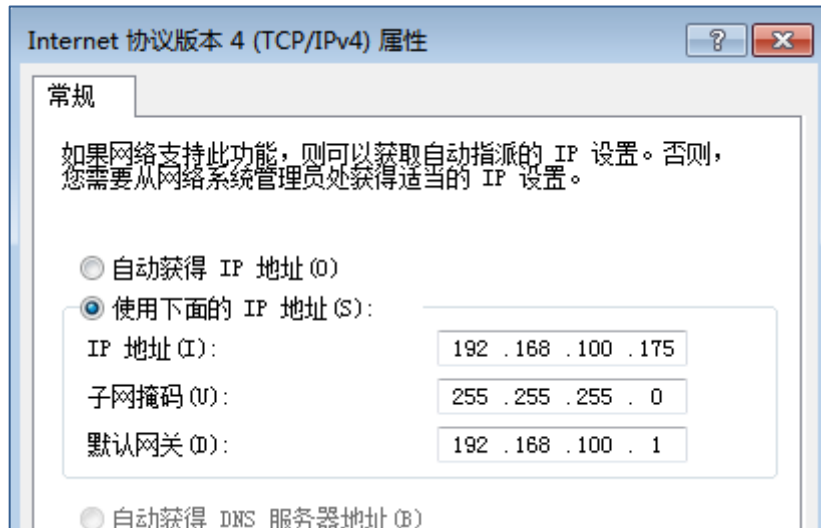 Internet 协议版本 4 (TCP/IPv4) 属性
常规
如果网络支持此功能，则可以获取自动指派的 IP 设置。否则，
您需要从网络系统管理员处获得适当的 IP 设置。
自动获得 IP 地址(O)
使用下面的 IP 地址(S):
IP 地址(I): 192 .168 .100 .175
子网掩码(U): 255 .255 .255 . 0
默认网关(D): 192 .168 .100 . 1
自动获得 DNS 服务器地址(B)